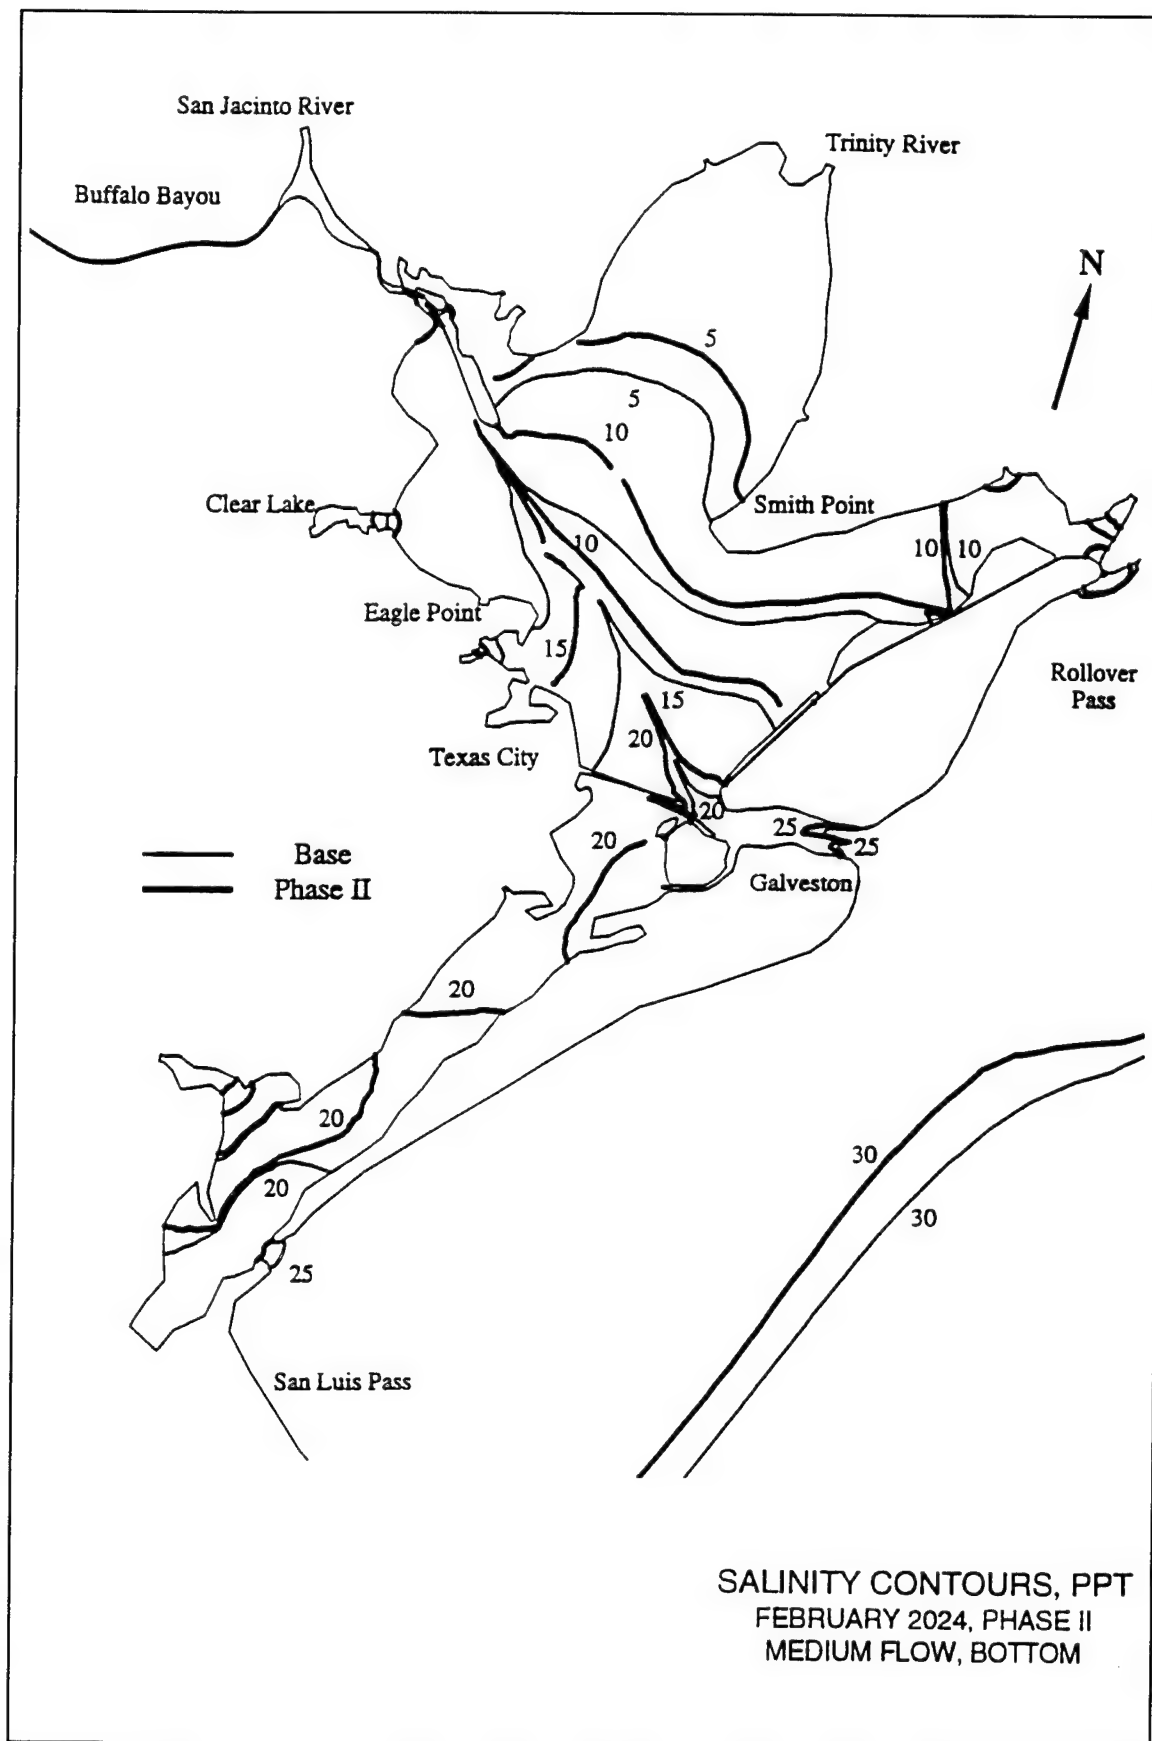 San Jacinto River
Trinity River
Buffalo Bayou
N
5
5
10
Clear Lake
Smith Point
10
10
10
Eagle Point
15
Rollover
Pass
15
20
Texas City
20
25
20
25
Base
Phase II
Galveston
20
20
30
20
30
25
San Luis Pass
SALINITY CONTOURS, PPT
FEBRUARY 2024, PHASE II
MEDIUM FLOW, BOTTOM